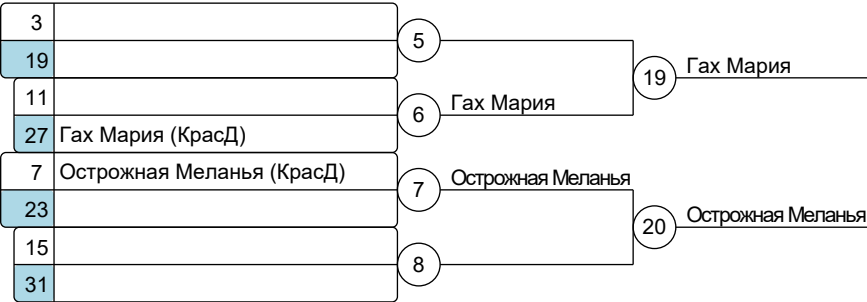 3
19
5
11
27 Гах Мария (КрасД)
6 Гах Мария
19 Гах Мария
7 Острожная Меланья (КрасД)
23
7 Острожная Меланья
15
31
8
20 Острожная Меланья